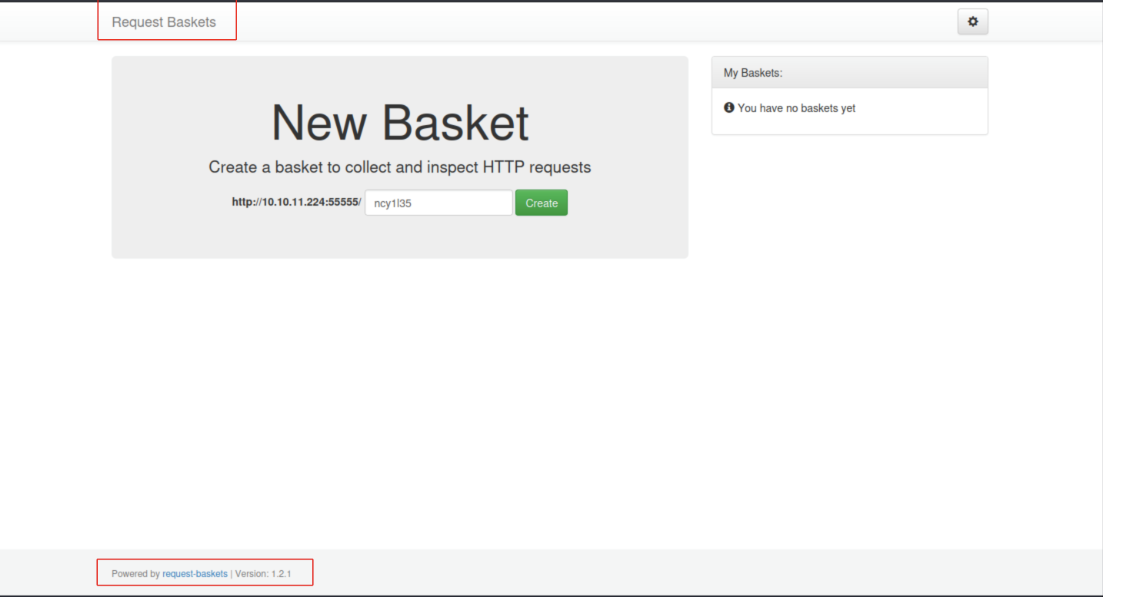 Request Baskets
New Basket
Create a basket to collect and inspect HTTP requests
http://10.10.11.224:55555/ ncy1l35 Create
My Baskets:
You have no baskets yet
Powered by request-baskets | Version: 1.2.1